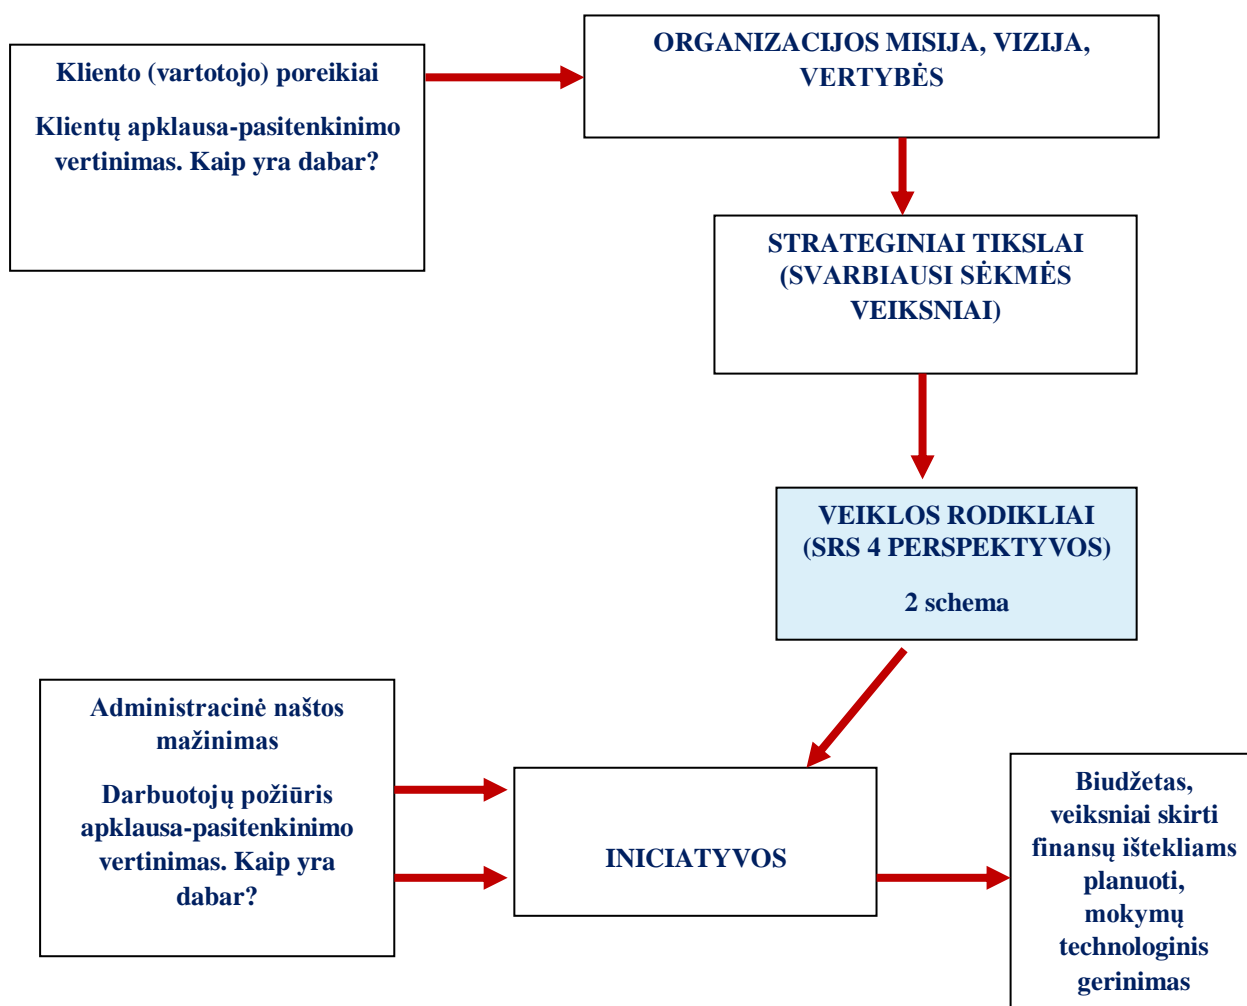 Kliento (vartotojo) poreikiai
Klientų apklausa-pasitenkinimo
vertinimas. Kaip yra dabar?
ORGANIZACIJOS MISIJA, VIZIJA,
VERTYBĖS
STRATEGINIAI TIKSLAI
(SVARBIAUSI SĖKMĖS
VEIKSNIAI)
VEIKLOS RODIKLIAI
(SRS 4 PERSPEKTYVOS)
2 schema
Administracinė naštos
mažinimas
Darbuotojų požiūris
apklausa-pasitenkinimo
vertinimas. Kaip yra
dabar?
INICIATYVOS
Biudžetas,
veiksniai skirti
finansų ištekliams
planuoti,
mokymų
technologinis
gerinimas